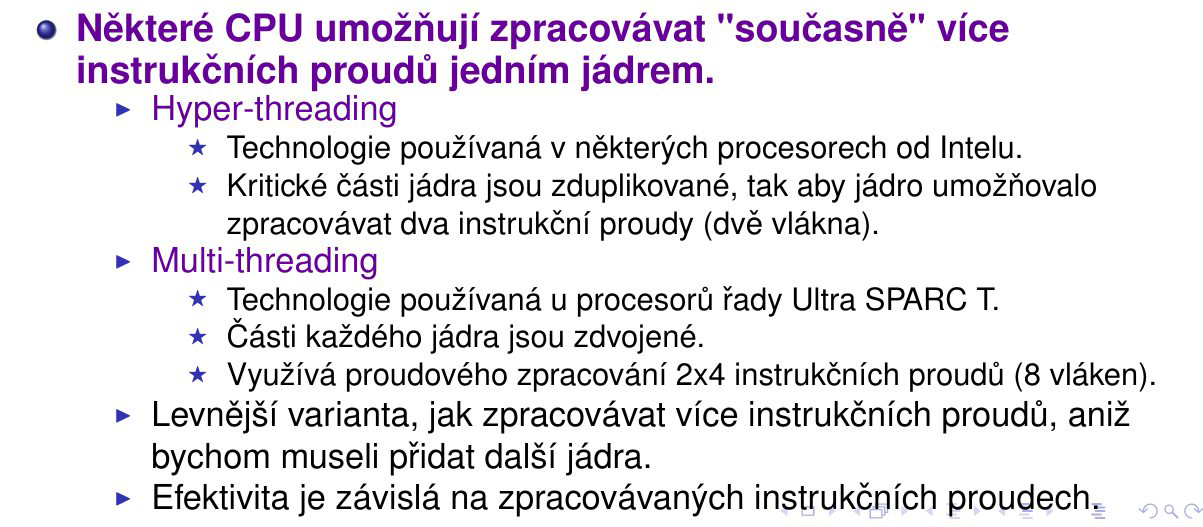 Některé CPU umožňují zpracovávat "současně" více
instrukčních proudů jedním jádrem.
Hyper-threading
Technologie používaná v některých procesorech od Intelu.
Kritické části jádra jsou zduplikované, tak aby jádro umožňovalo
zpracovávat dva instrukční proudy (dvě vlákna).
Multi-threading
Technologie používaná u procesorů řady Ultra SPARC T.
Části každého jádra jsou zdvojené.
Využívá proudového zpracování 2x4 instrukčních proudů (8 vláken).
Levnější varianta, jak zpracovávat více instrukčních proudů, aniž
bychom museli přidat další jádra.
Efektivita je závislá na zpracovávaných instrukčních proudech.